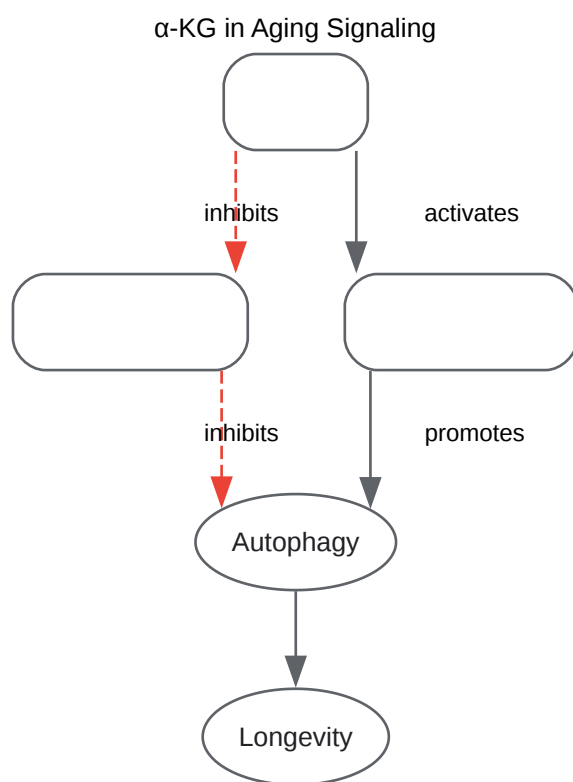 α-KG in Aging Signaling
inhibits
activates
inhibits
promotes
Autophagy
Longevity